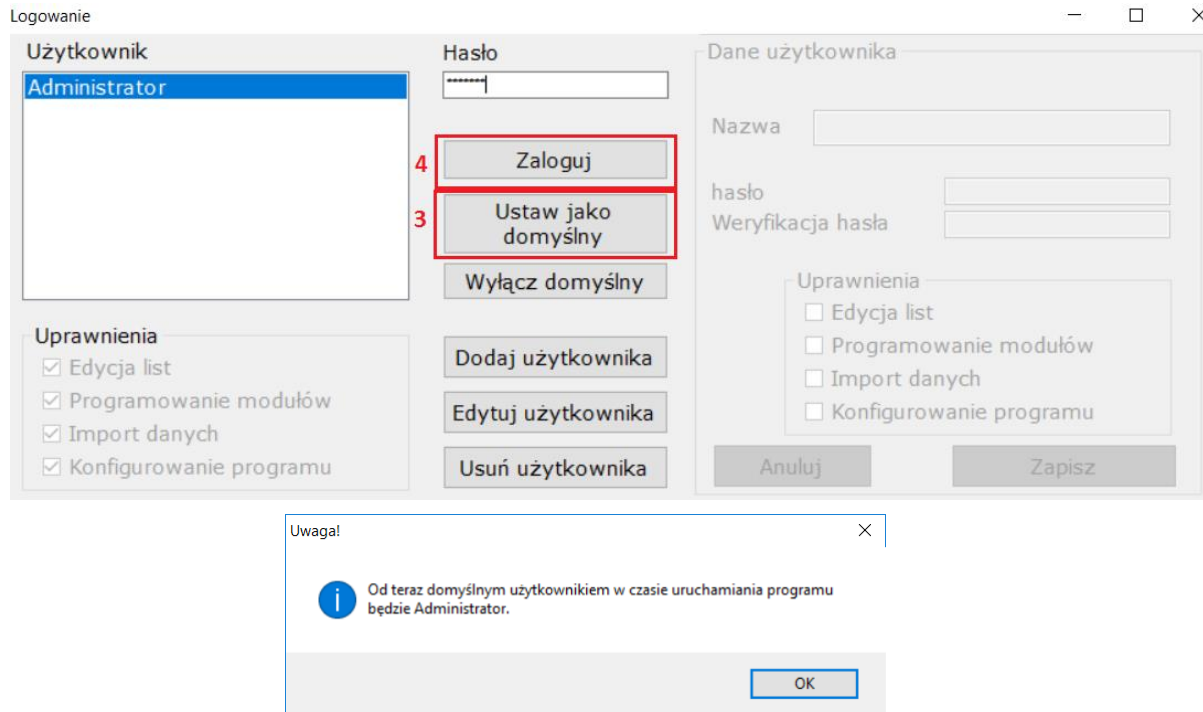 Logowanie
Użytkownik
Administrator
Uprawnienia
Edycja list
Programowanie modułów
Import danych
Konfigurowanie programu
Hasło
*******
4
Zaloguj
3
Ustaw jako
domyślny
Wyłącz domyślny
Dodaj użytkownika
Edytuj użytkownika
Usuń użytkownika
Dane użytkownika
Nazwa
hasło
Weryfikacja hasła
Uprawnienia
Edycja list
Programowanie modułów
Import danych
Konfigurowanie programu
Anuluj
Zapisz
Uwaga!
Od teraz domyślnym użytkownikiem w czasie uruchamiania programu
będzie Administrator.
OK